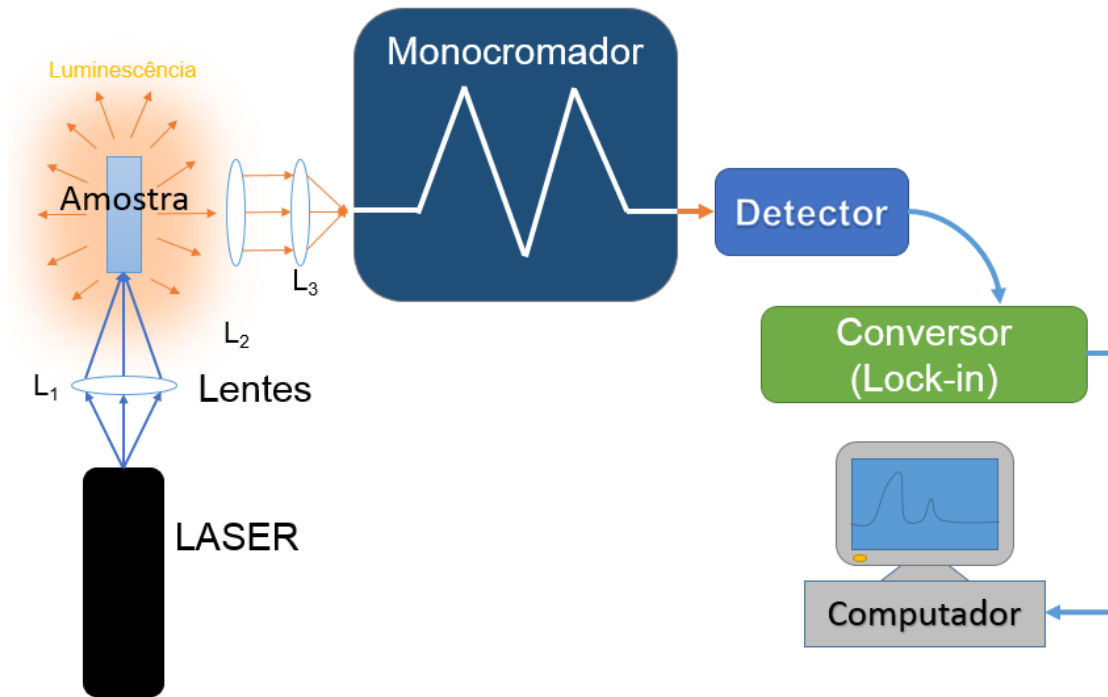 Monocromador
Luminescência
Amostra
Detector
L3
L2
Conversor
(Lock-in)
L1
Lentes
LASER
Computador